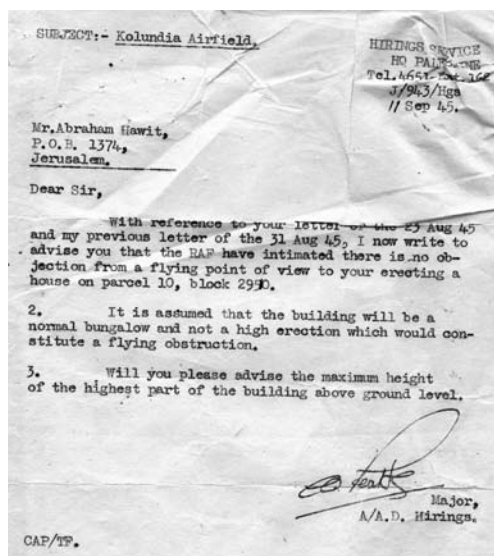 SUBJECT:- Kolundia Airfield.
HIRINGS SERVICE
HQ PALESTINE
Tel.4651-Ext.168
J/943/Hgs
11 Sep 45.
Mr.Abraham Hawit,
P.O.B. 1374,
Jerusalem.
Dear Sir,
With reference to your letter of the 23 Aug 45
and my previous letter of the 31 Aug 45, I now write to
advise you that the RAF have intimated there is no ob-
jection from a flying point of view to your erecting a
house on parcel 10, block 2990.
2. It is assumed that the building will be a
normal bungalow and not a high erection which would con-
stitute a flying obstruction.
3. Will you please advise the maximum height
of the highest part of the building above ground level.
Major,
A/A.D. Hirings.
CAP/TF.